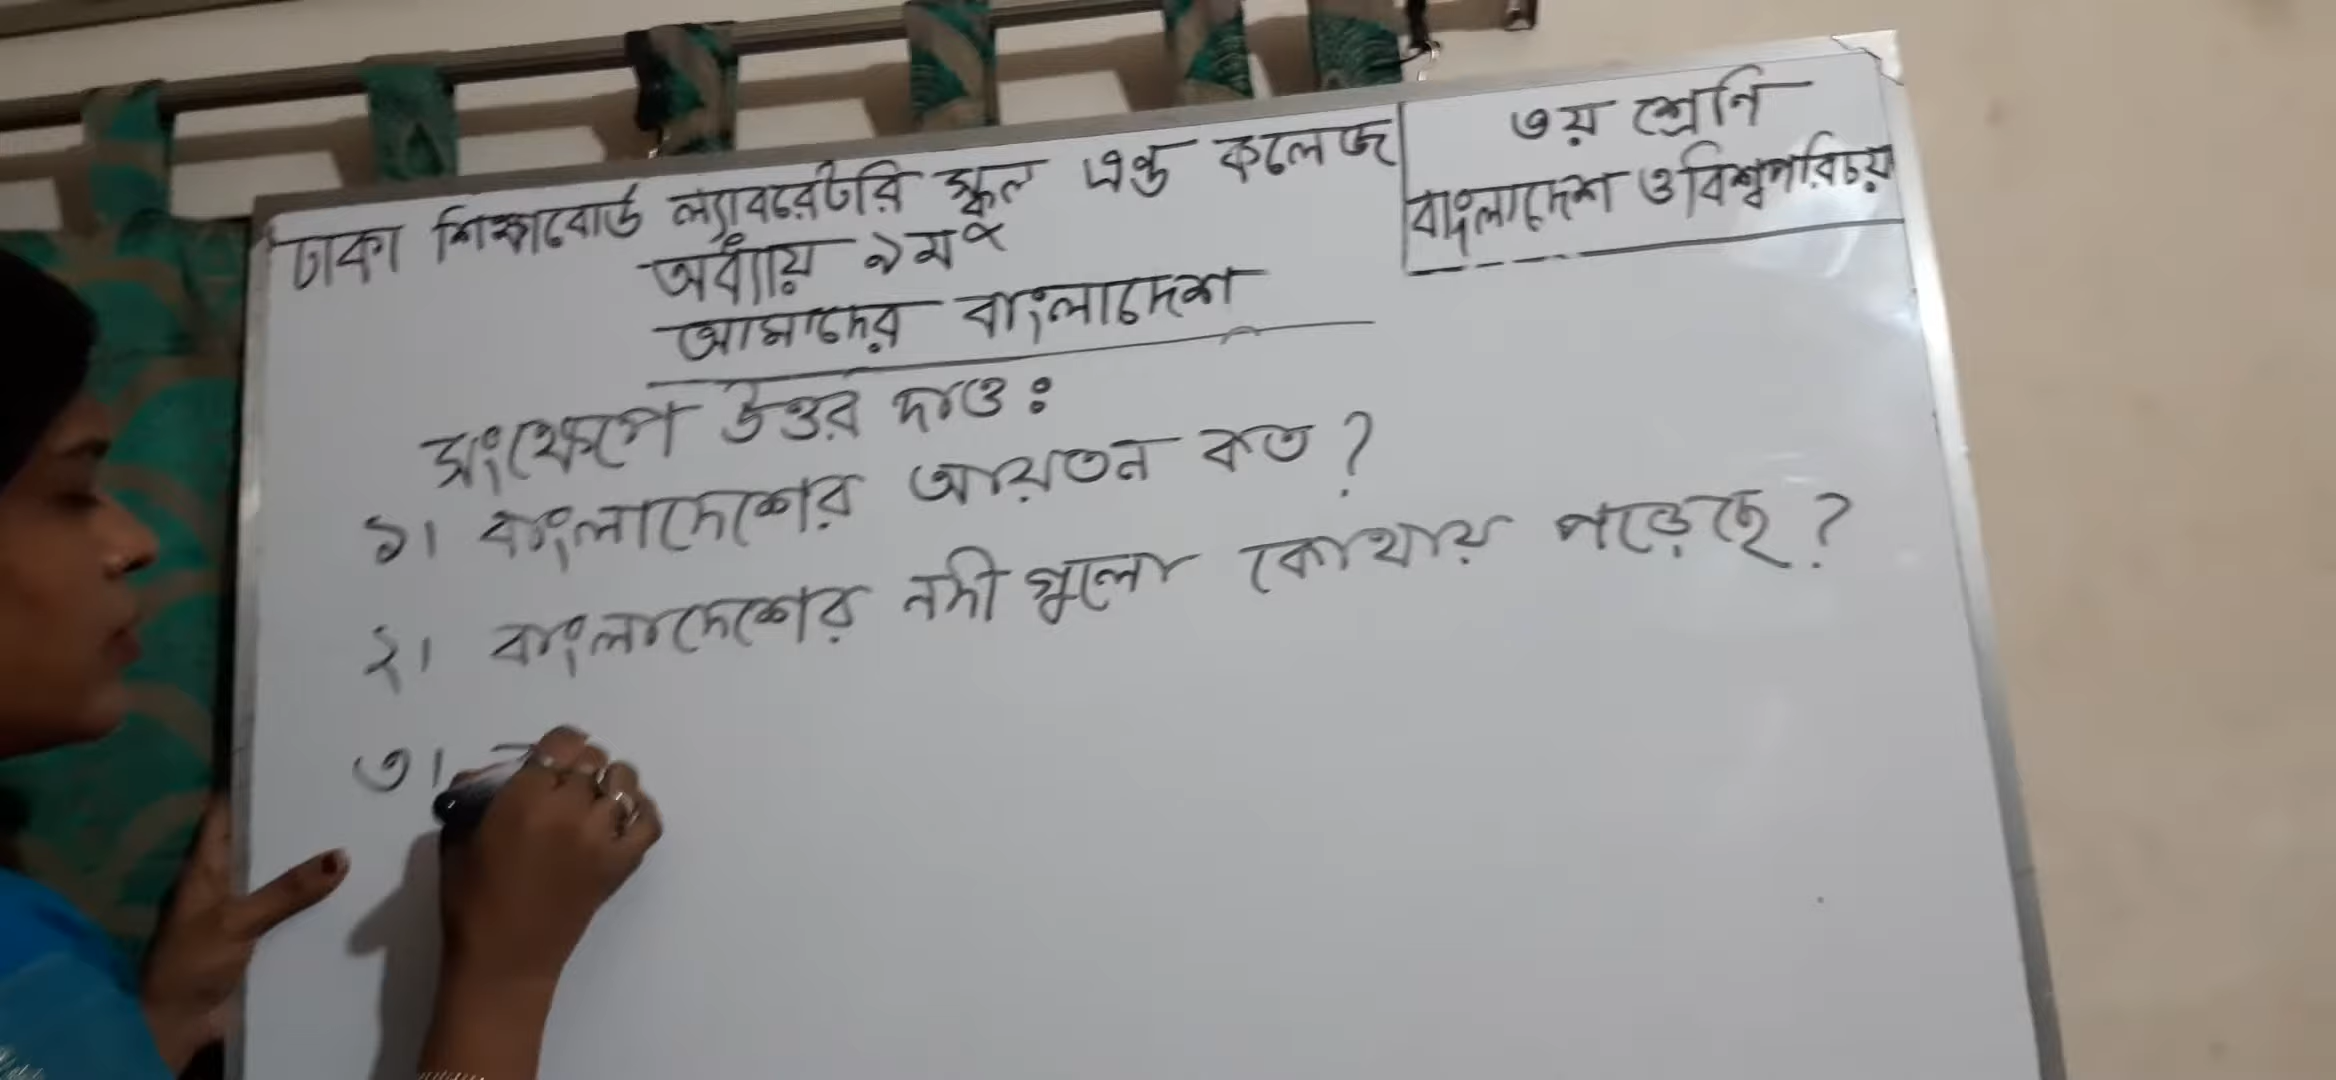 ঢাকা শিক্ষাবোর্ড ল্যাবরেটরি স্কুল এন্ড কলেজ
৩য় শ্রেণি
বাংলাদেশ ও বিশ্বপরিচয়
অধ্যায় ৯ম
আমাদের বাংলাদেশ
সংক্ষেপে উত্তর দাও :
১। বাংলাদেশের আয়তন কত ?
২। বাংলাদেশের নদী গুলো কোথায় পড়েছে ?
৩।